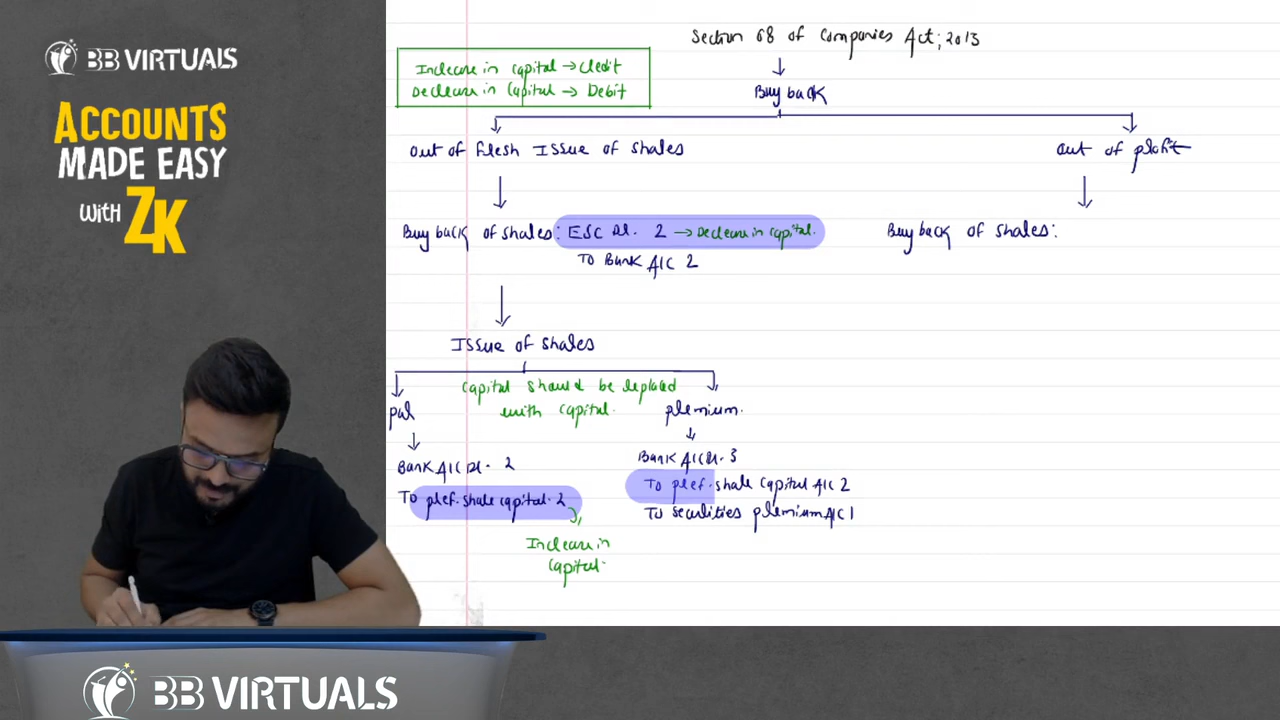 BB VIRTUALS
ACCOUNTS
MADE EASY
WITH ZK
Section 68 of Companies Act, 2013
Increase in capital → Credit
Decrease in Capital → Debit
Buy back
Out of Fresh Issue of Shares
Out of profit
Buy back of shares: ESC Dr. 2 → Decrease in capital.
To Bank A/C 2
Buy back of Shares:
Issue of Shares
Capital should be replaced
with capital.
par
premium.
Bank A/C Dr. 2
To pref. share capital. 2
Bank A/C Dr. 3
To pref. share Capital A/C 2
To Securities premium A/C 1
Increase in
Capital.
BB VIRTUALS